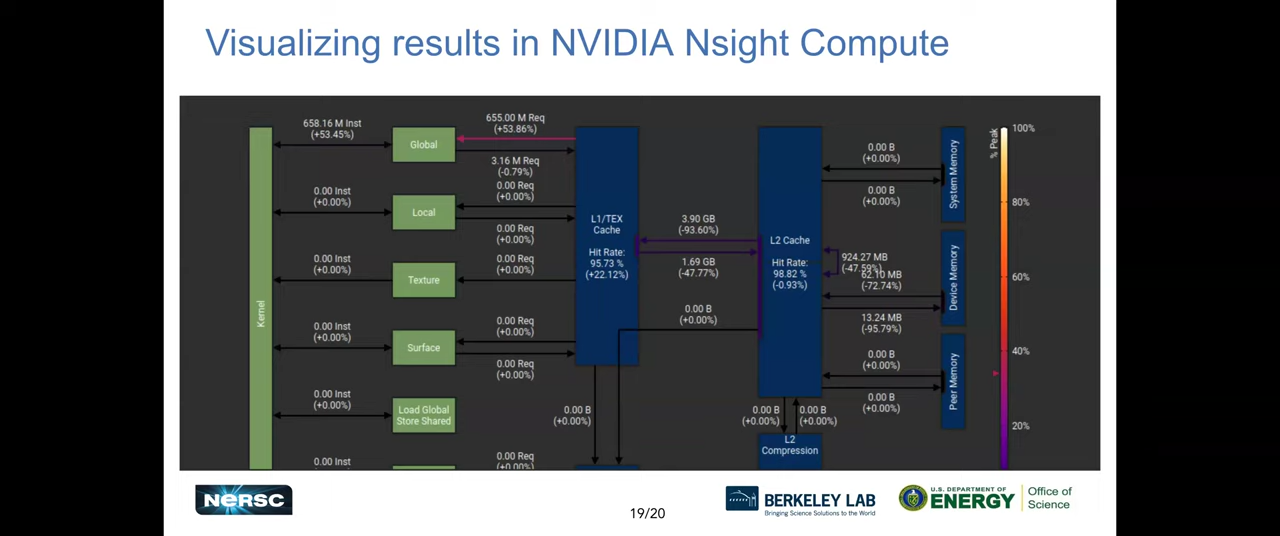 Visualizing results in NVIDIA Nsight Compute
Kernel
658.16 M Inst
(+53.45%)
Global
655.00 M Req
(+53.86%)
3.16 M Req
(-0.79%)
0.00 Inst
(+0.00%)
Local
0.00 Req
(+0.00%)
0.00 Req
(+0.00%)
0.00 Inst
(+0.00%)
Texture
0.00 Req
(+0.00%)
0.00 Inst
(+0.00%)
Surface
0.00 Req
(+0.00%)
0.00 Req
(+0.00%)
0.00 Inst
(+0.00%)
Load Global
Store Shared
0.00 Inst
0.00 Req
(+0.00%)
L1/TEX
Cache
Hit Rate:
95.73 %
(+22.12%)
0.00 B
(+0.00%)
3.90 GB
(-93.60%)
1.69 GB
(-47.77%)
0.00 B
(+0.00%)
L2 Cache
Hit Rate:
98.82 %
(-0.93%)
0.00 B
(+0.00%)
0.00 B
(+0.00%)
L2
Compression
0.00 B
(+0.00%)
0.00 B
(+0.00%)
System Memory
924.27 MB
(-47.59%)
62.10 MB
(-72.74%)
13.24 MB
(-95.79%)
Device Memory
0.00 B
(+0.00%)
0.00 B
(+0.00%)
Peer Memory
% Peak
100%
80%
60%
40%
20%
NERSC
19/20
BERKELEY LAB
Bringing Science Solutions to the World
U.S. DEPARTMENT OF
ENERGY
Office of
Science